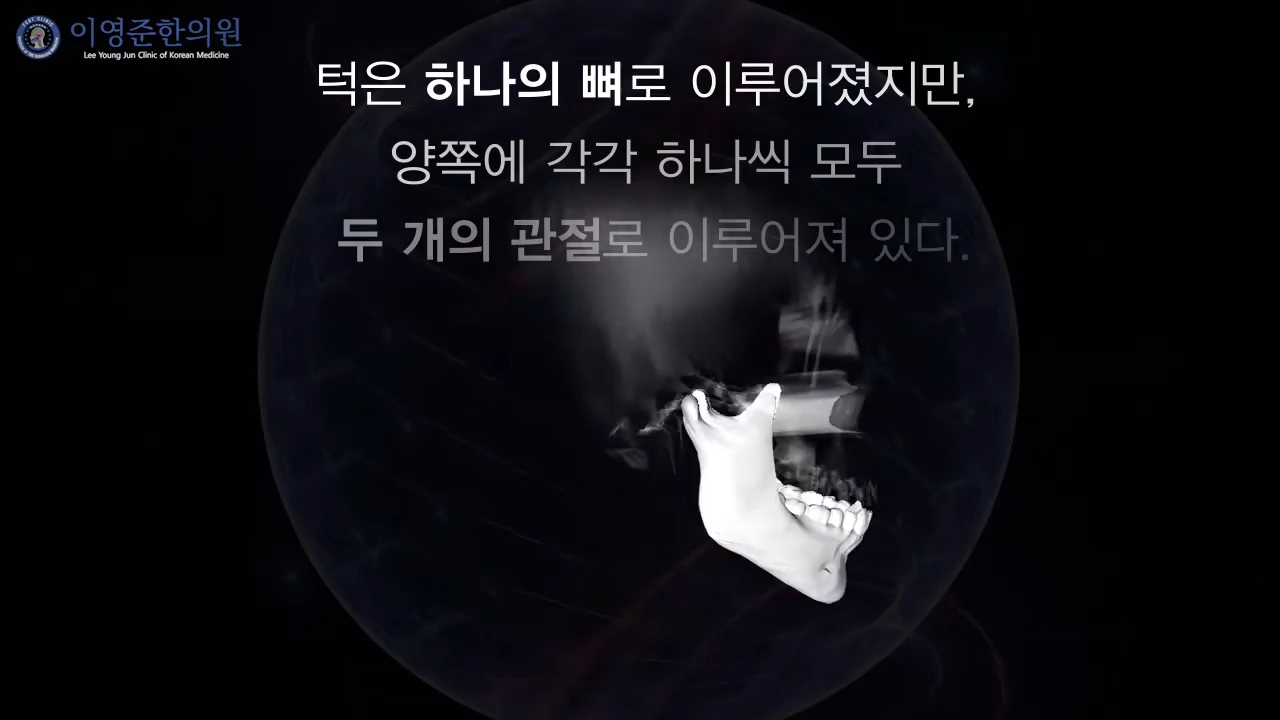 이영준한의원
Lee Young Jun Clinic of Korean Medicine
턱은 하나의 뼈로 이루어졌지만,
양쪽에 각각 하나씩 모두
두 개의 관절로 이루어져 있다.